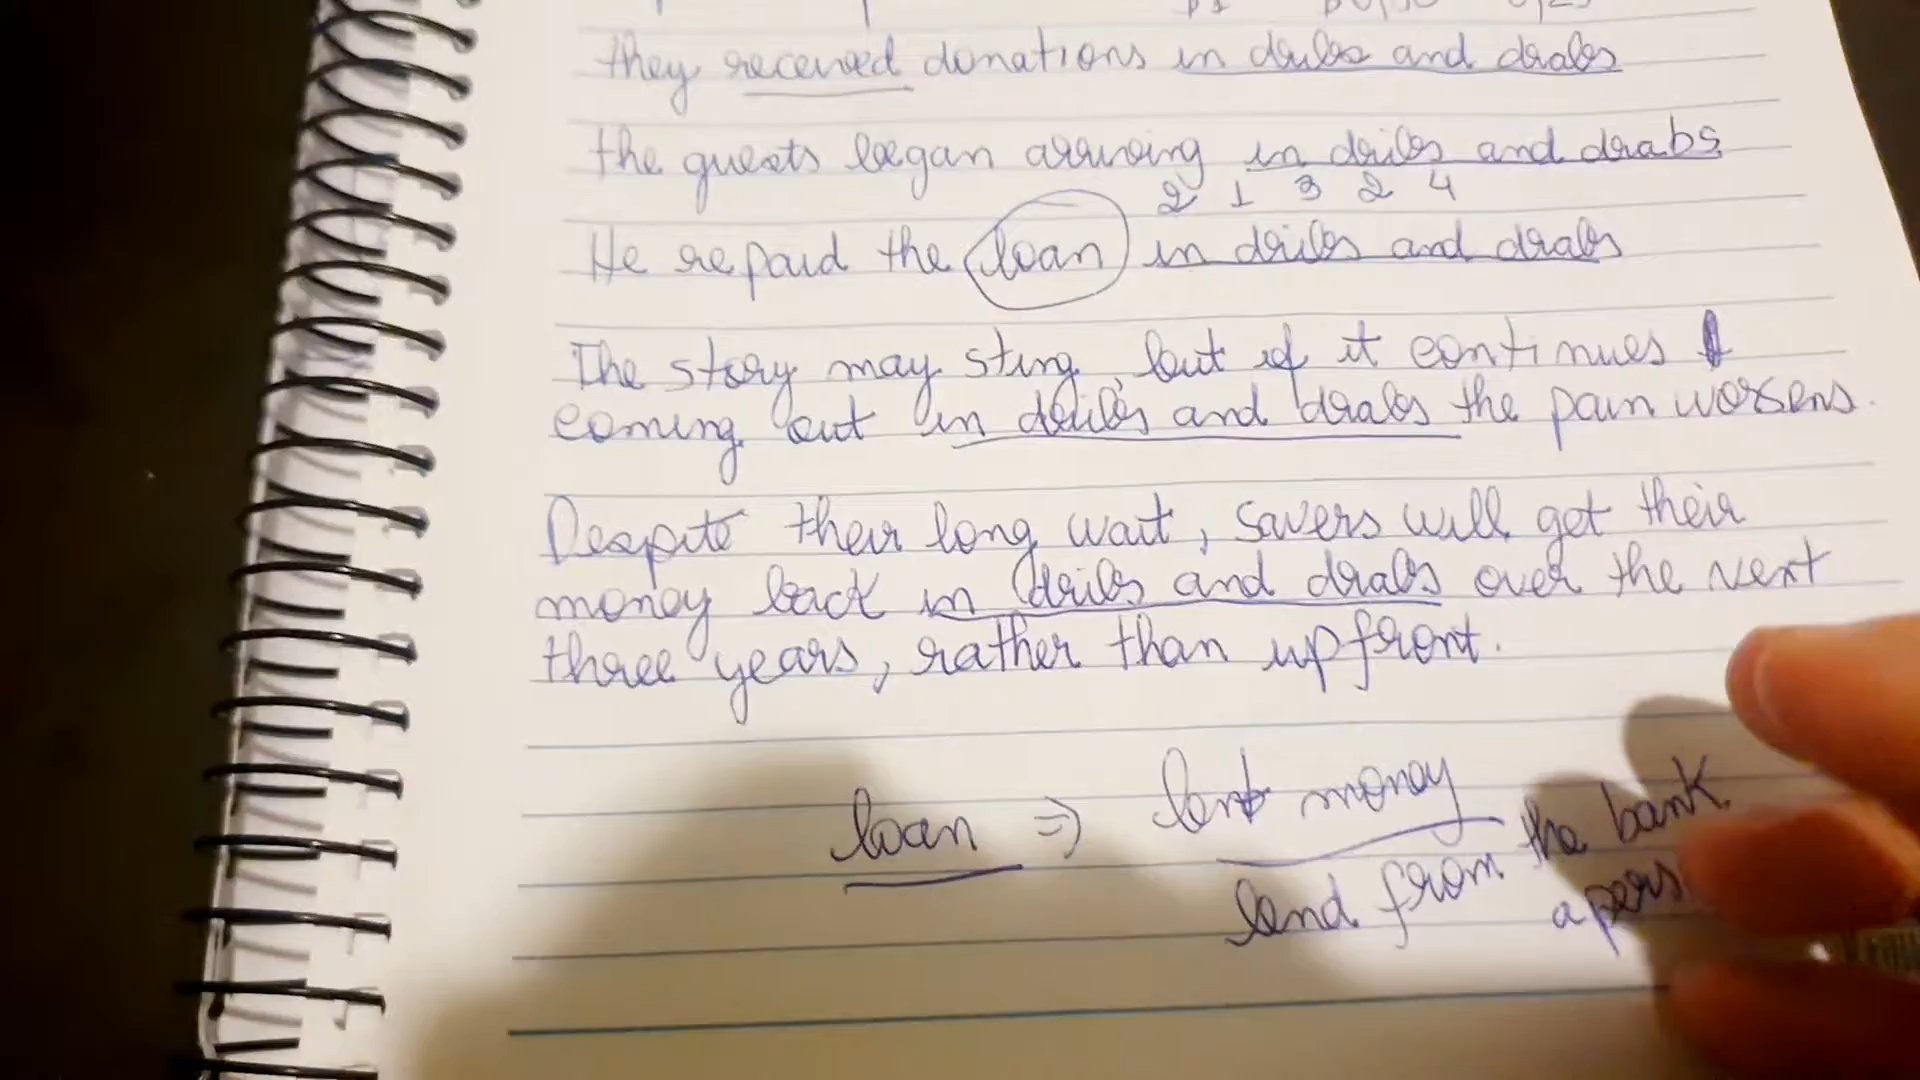 they received donations in dribs and drabs
the guests began arriving in dribs and drabs
2 1 3 2 4
He repaid the loan in dribs and drabs
The story may sting, but if it continues
coming out in dribs and drabs the pain worsens.
Despite their long wait, savers will get their
money back in dribs and drabs over the next
three years, rather than upfront.
loan => lent money
lend from the bank
a pers